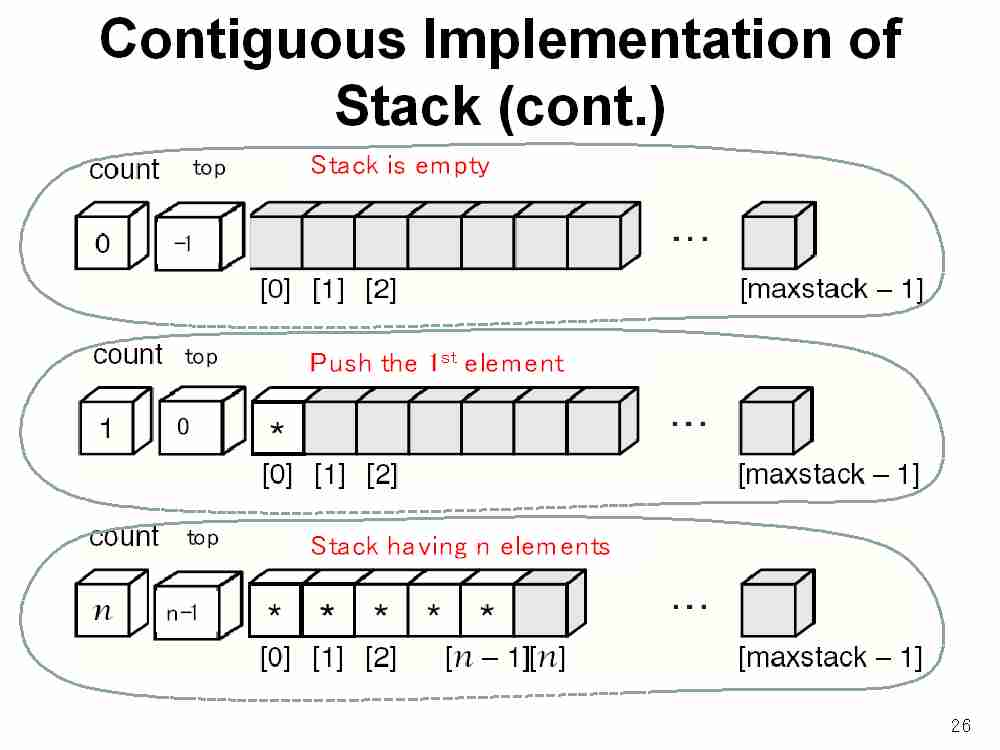 Contiguous Implementation of
Stack (cont.)
count top Stack is empty
0 -1 ...
[0] [1] [2] [maxstack – 1]
count top Push the 1st element
1 0 * ...
[0] [1] [2] [maxstack – 1]
count top Stack having n elements
n n-1 * * * * * ...
[0] [1] [2] [n – 1][n] [maxstack – 1]
26